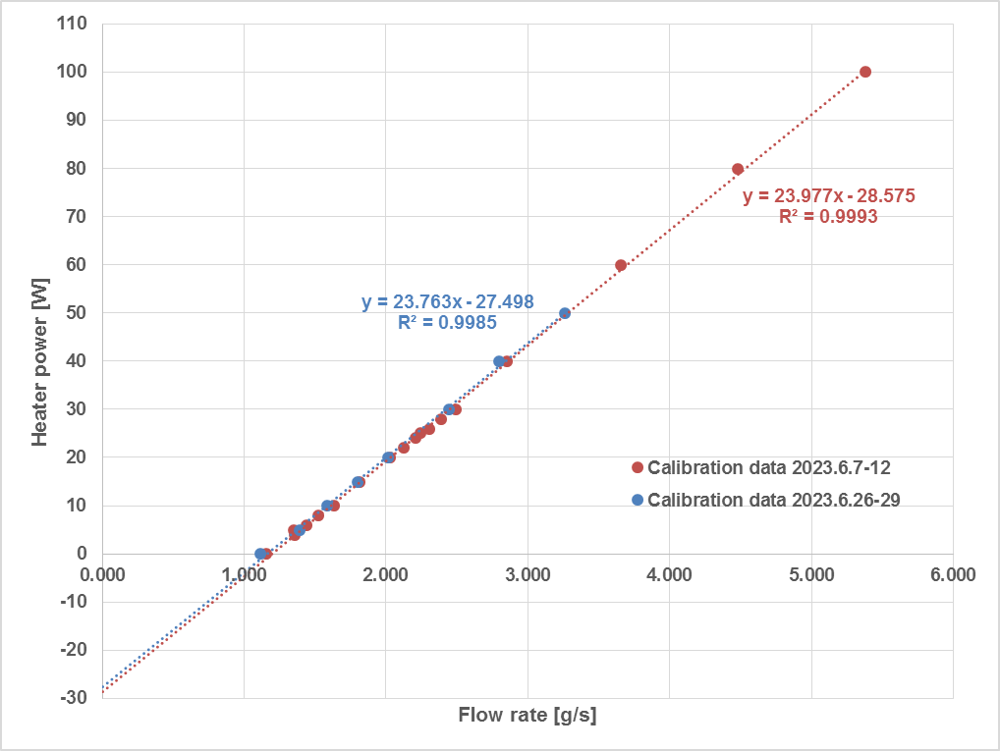 110
100
90
80
70
60
50
40
30
20
10
0
-10
-20
-30
0.000
1.000
2.000
3.000
4.000
5.000
6.000
Heater power [W]
Flow rate [g/s]
y = 23.977x - 28.575
R² = 0.9993
y = 23.763x - 27.498
R² = 0.9985
Calibration data 2023.6.7-12
Calibration data 2023.6.26-29